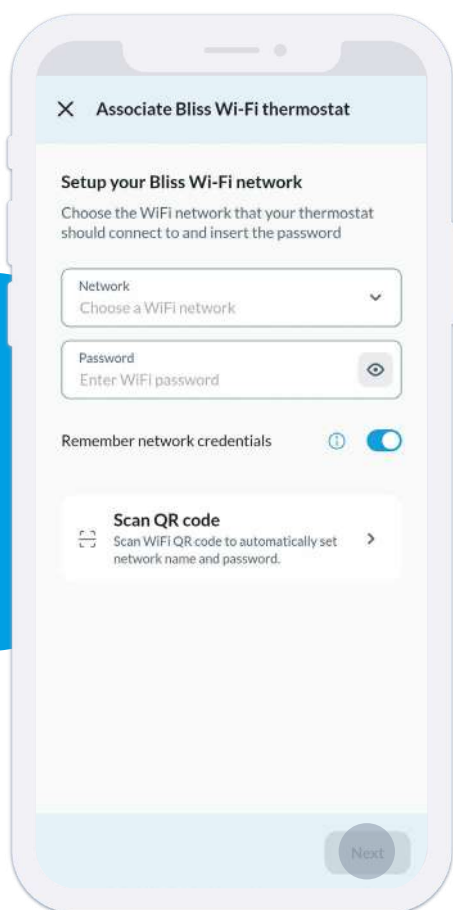 Associate Bliss Wi-Fi thermostat
Setup your Bliss Wi-Fi network
Choose the WiFi network that your thermostat
should connect to and insert the password
Network
Choose a WiFi network
Password
Enter WiFi password
Remember network credentials
Scan QR code
Scan WiFi QR code to automatically set
network name and password.
Next